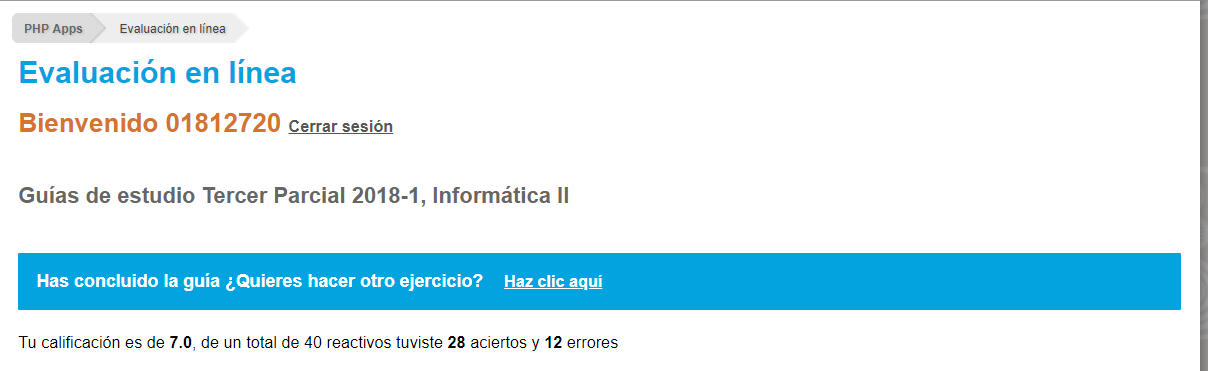 PHP Apps Evaluación en línea
Evaluación en línea
Bienvenido 01812720 Cerrar sesión
Guías de estudio Tercer Parcial 2018-1, Informática II
Has concluido la guía ¿Quieres hacer otro ejercicio? Haz clic aquí
Tu calificación es de 7.0, de un total de 40 reactivos tuviste 28 aciertos y 12 errores